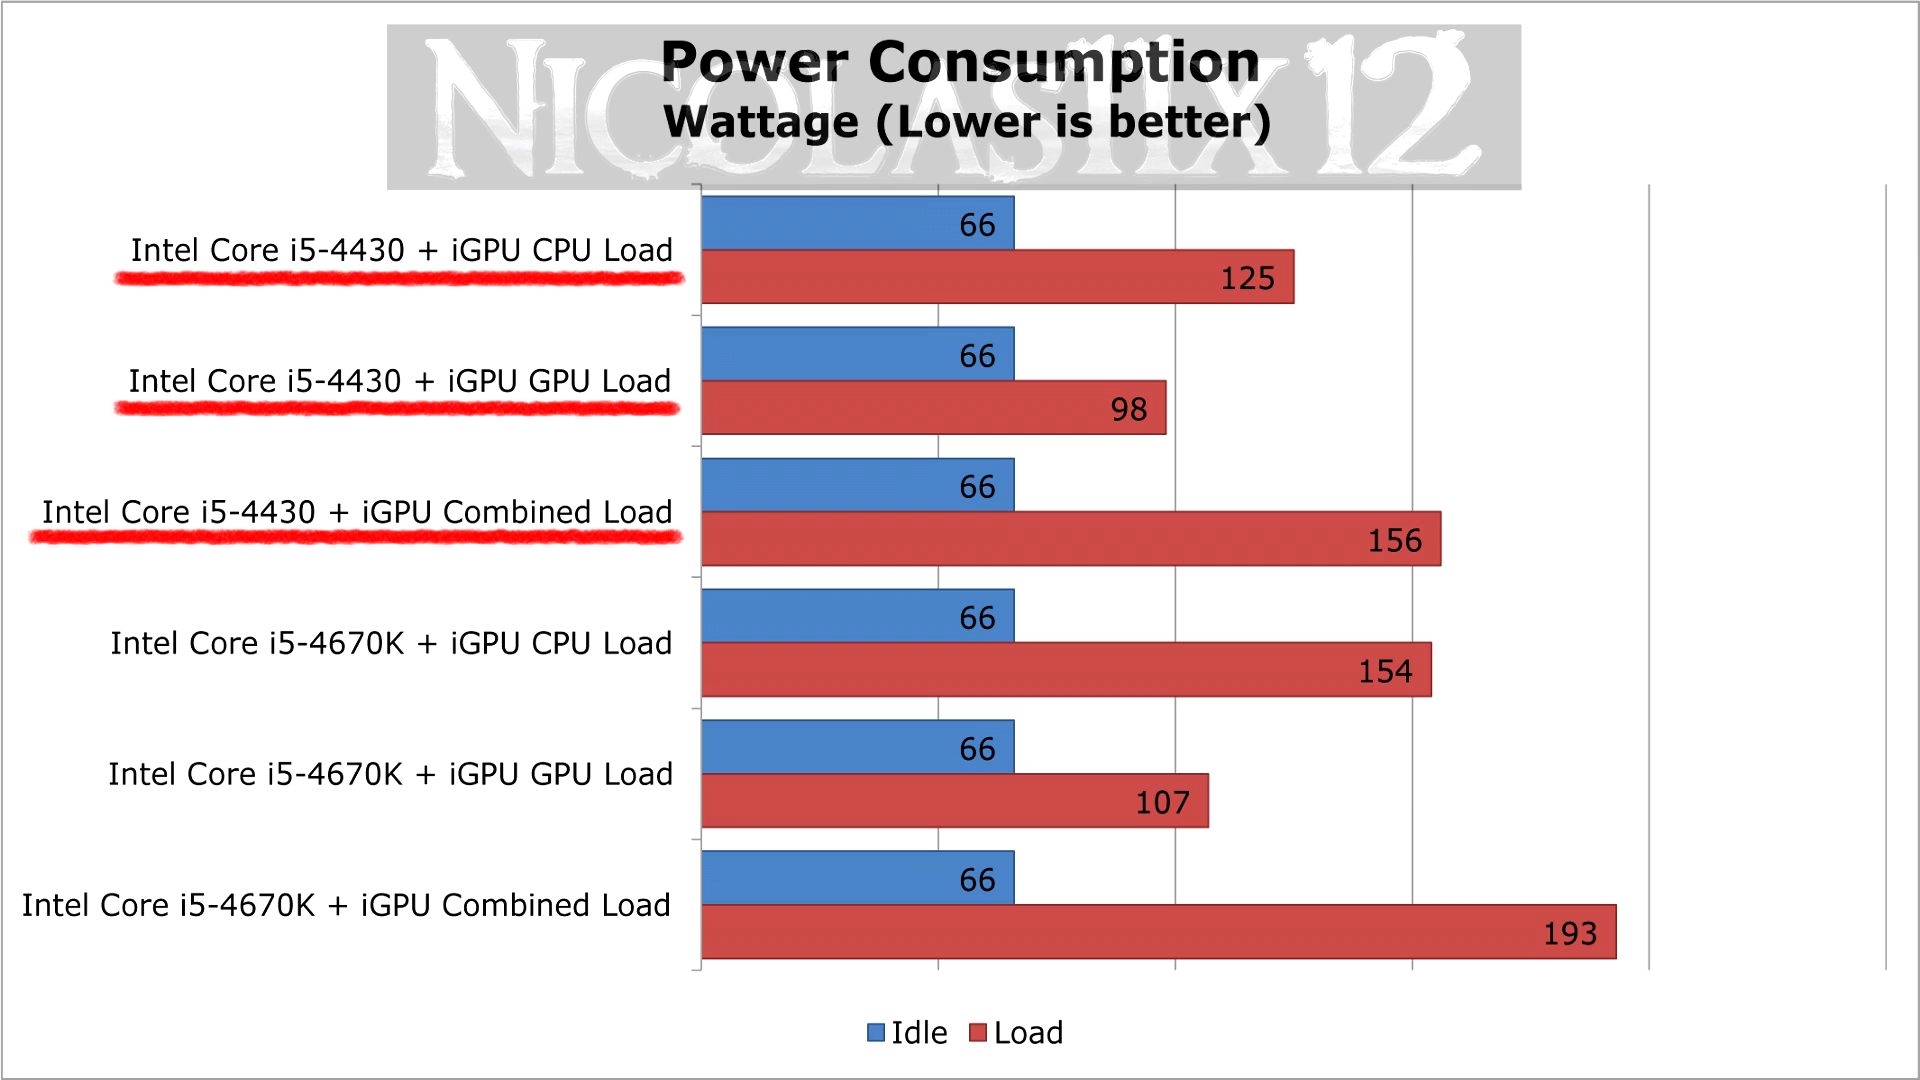 NICOLAS11X12
Power Consumption
Wattage (Lower is better)
Intel Core i5-4430 + iGPU CPU Load
66
125
Intel Core i5-4430 + iGPU GPU Load
66
98
Intel Core i5-4430 + iGPU Combined Load
66
156
Intel Core i5-4670K + iGPU CPU Load
66
154
Intel Core i5-4670K + iGPU GPU Load
66
107
Intel Core i5-4670K + iGPU Combined Load
66
193
Idle Load